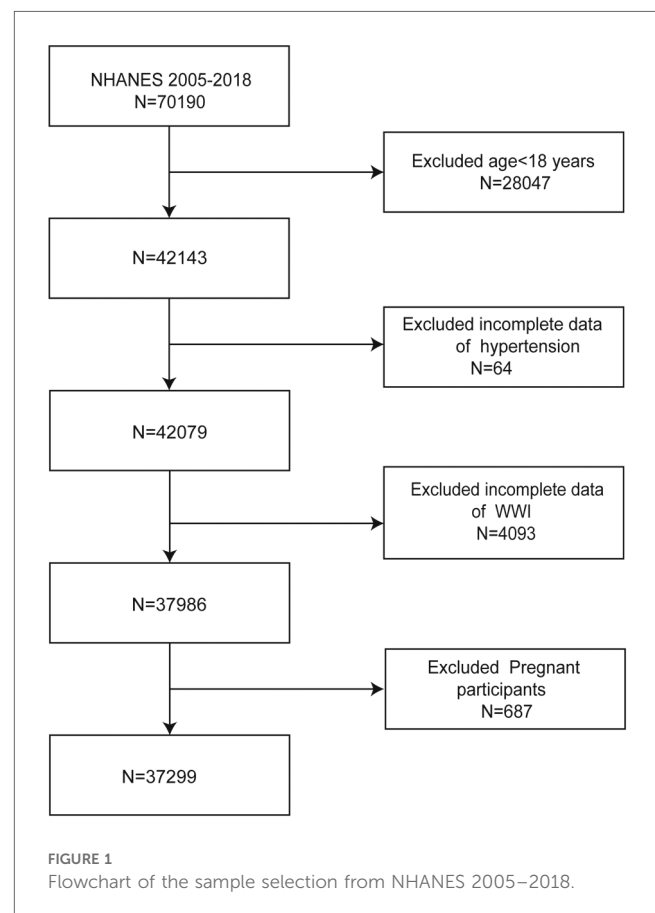 NHANES 2005-2018
N=70190
Excluded age<18 years
N=28047
N=42143
Excluded incomplete data
of hypertension
N=64
N=42079
Excluded incomplete data
of WWI
N=4093
N=37986
Excluded Pregnant
participants
N=687
N=37299
FIGURE 1
Flowchart of the sample selection from NHANES 2005–2018.